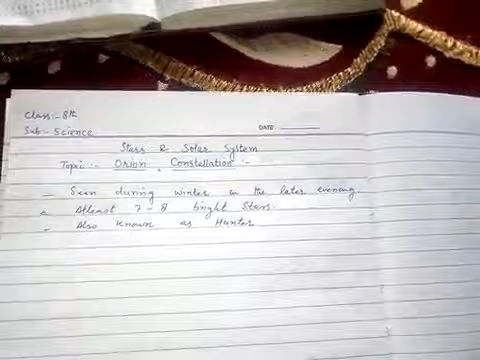 Class:- 8th
Sub:- Science
DATE
Stars & Solar System
Topic:- Orion Constellation:-
- Seen during winter in the later evening
- Atleast 7-8 bright Stars.
- Also known as Hunter